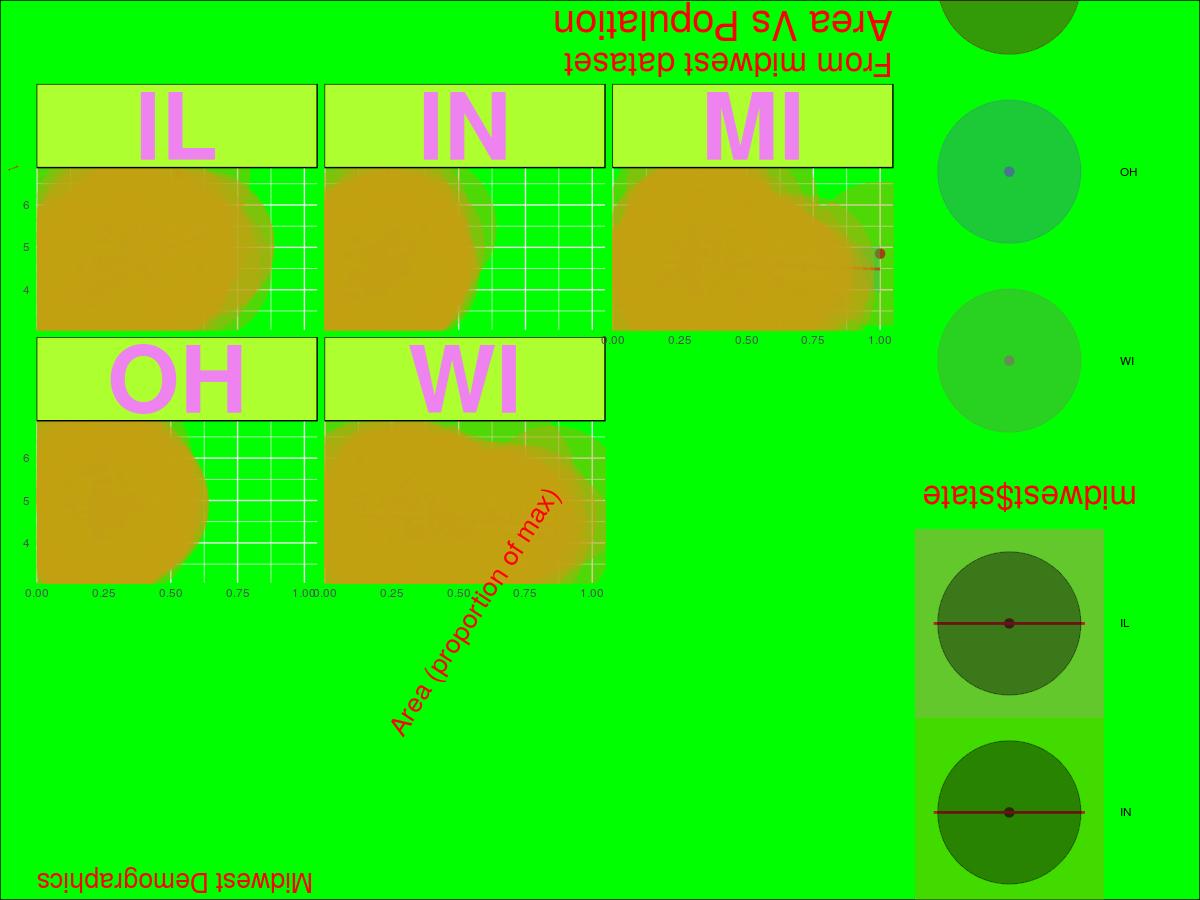 Area Vs Population
From midwest dataset
IL
IN
MI
6
5
4
0.00
0.25
0.50
0.75
1.00
OH
WI
6
5
4
0.00
0.25
0.50
0.75
1.00
0.00
0.25
0.50
0.75
1.00
Area (proportion of max)
Midwest Demographics
OH
WI
midwest$state
IL
IN